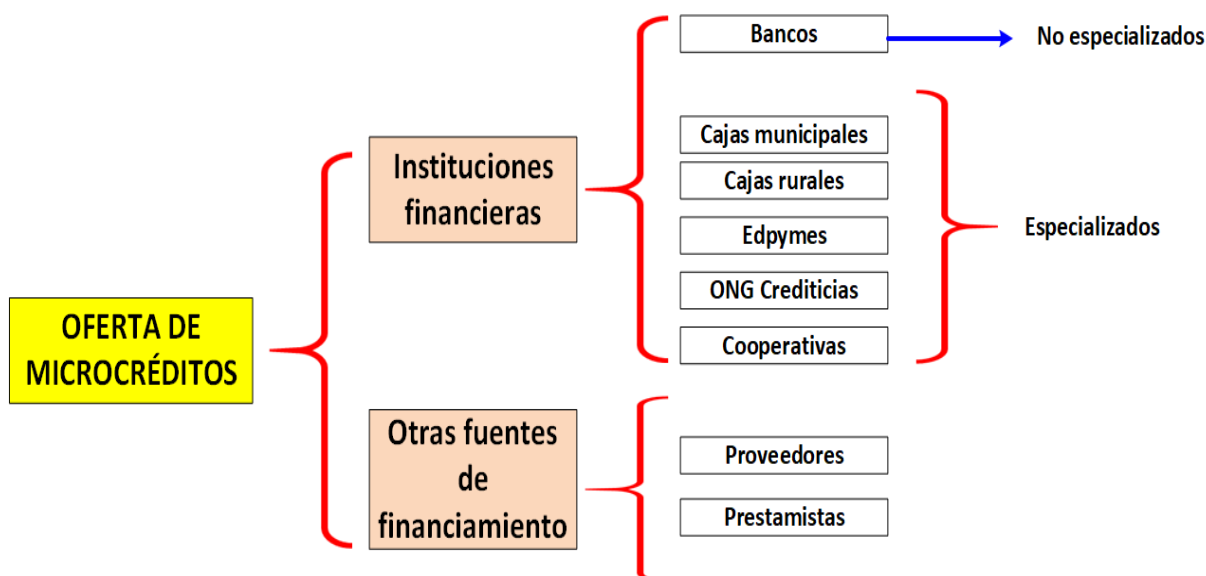 OFERTA DE
MICROCRÉDITOS
Instituciones
financieras
Bancos
No especializados
Cajas municipales
Cajas rurales
Edpymes
ONG Crediticias
Cooperativas
Especializados
Otras fuentes
de
financiamiento
Proveedores
Prestamistas